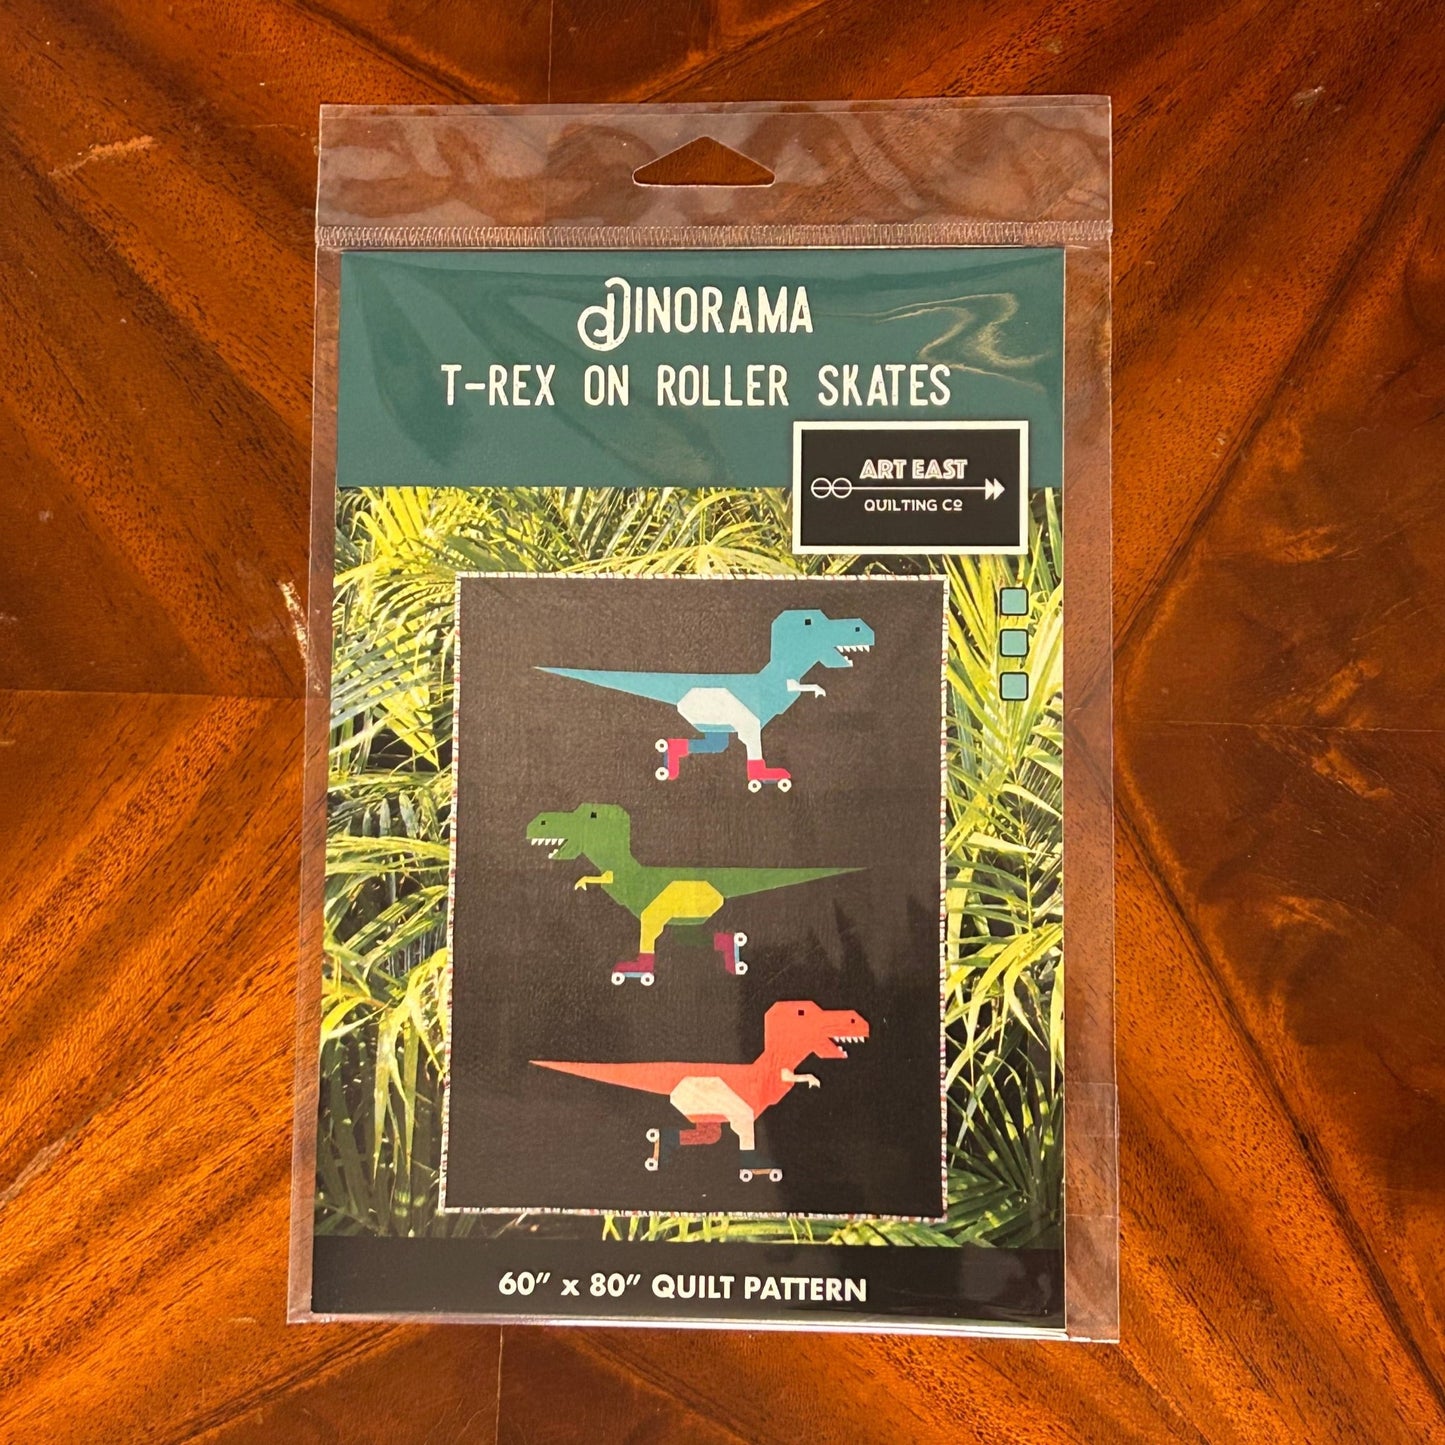 DINORAMA
T-REX ON ROLLER SKATES
ART EAST
QUILTING CO
60" x 80" QUILT PATTERN